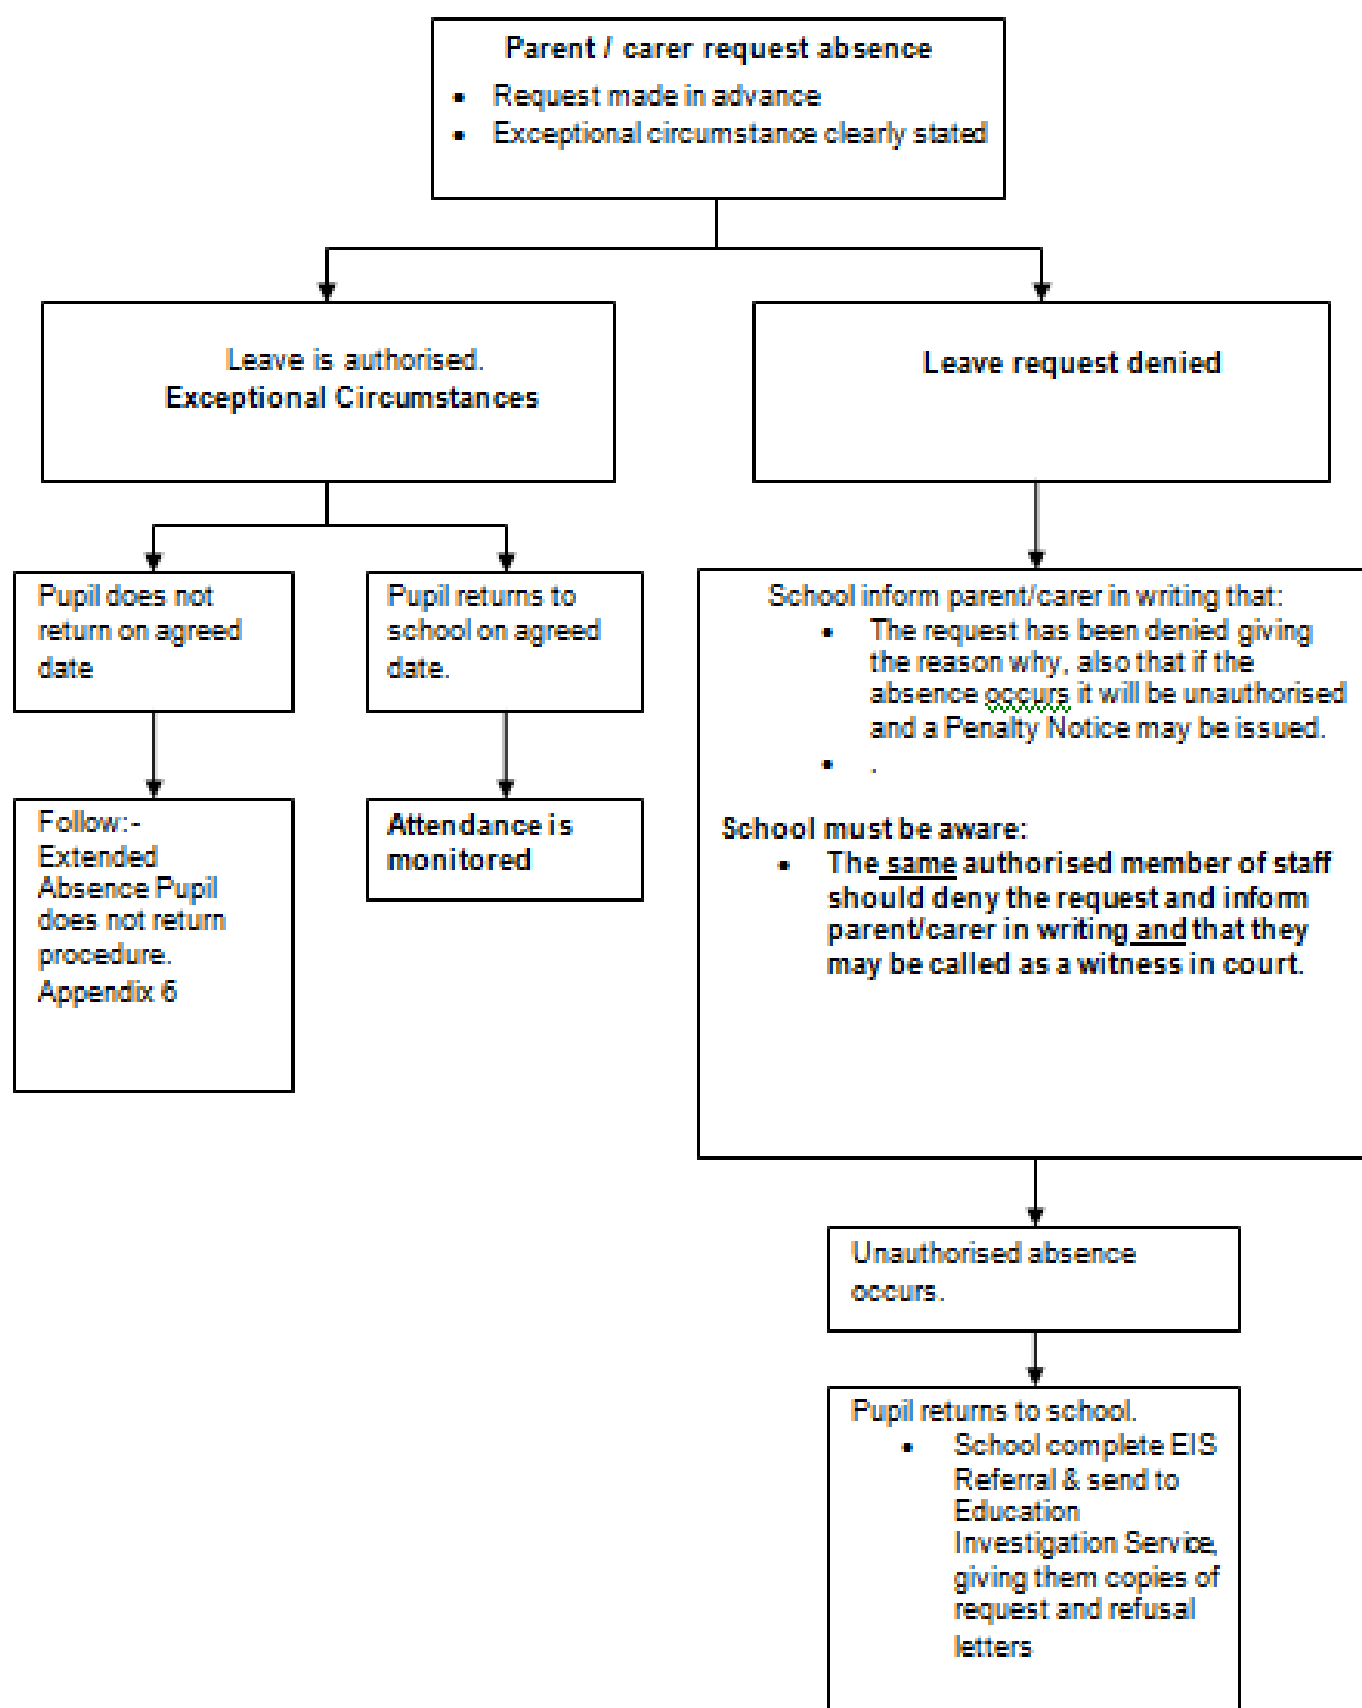 Parent / carer request absence
• Request made in advance
• Exceptional circumstance clearly stated
Leave is authorised.
Exceptional Circumstances
Leave request denied
Pupil does not
return on agreed
date
Pupil returns to
school on agreed
date.
Follow:-
Extended
Absence Pupil
does not return
procedure.
Appendix 6
Attendance is
monitored
School inform parent/carer in writing that:
• The request has been denied giving
the reason why, also that if the
absence occurs it will be unauthorised
and a Penalty Notice may be issued.
• .
School must be aware:
• The same authorised member of staff
should deny the request and inform
parent/carer in writing and that they
may be called as a witness in court.
Unauthorised absence
occurs.
Pupil returns to school.
• School complete EIS
Referral & send to
Education
Investigation Service,
giving them copies of
request and refusal
letters